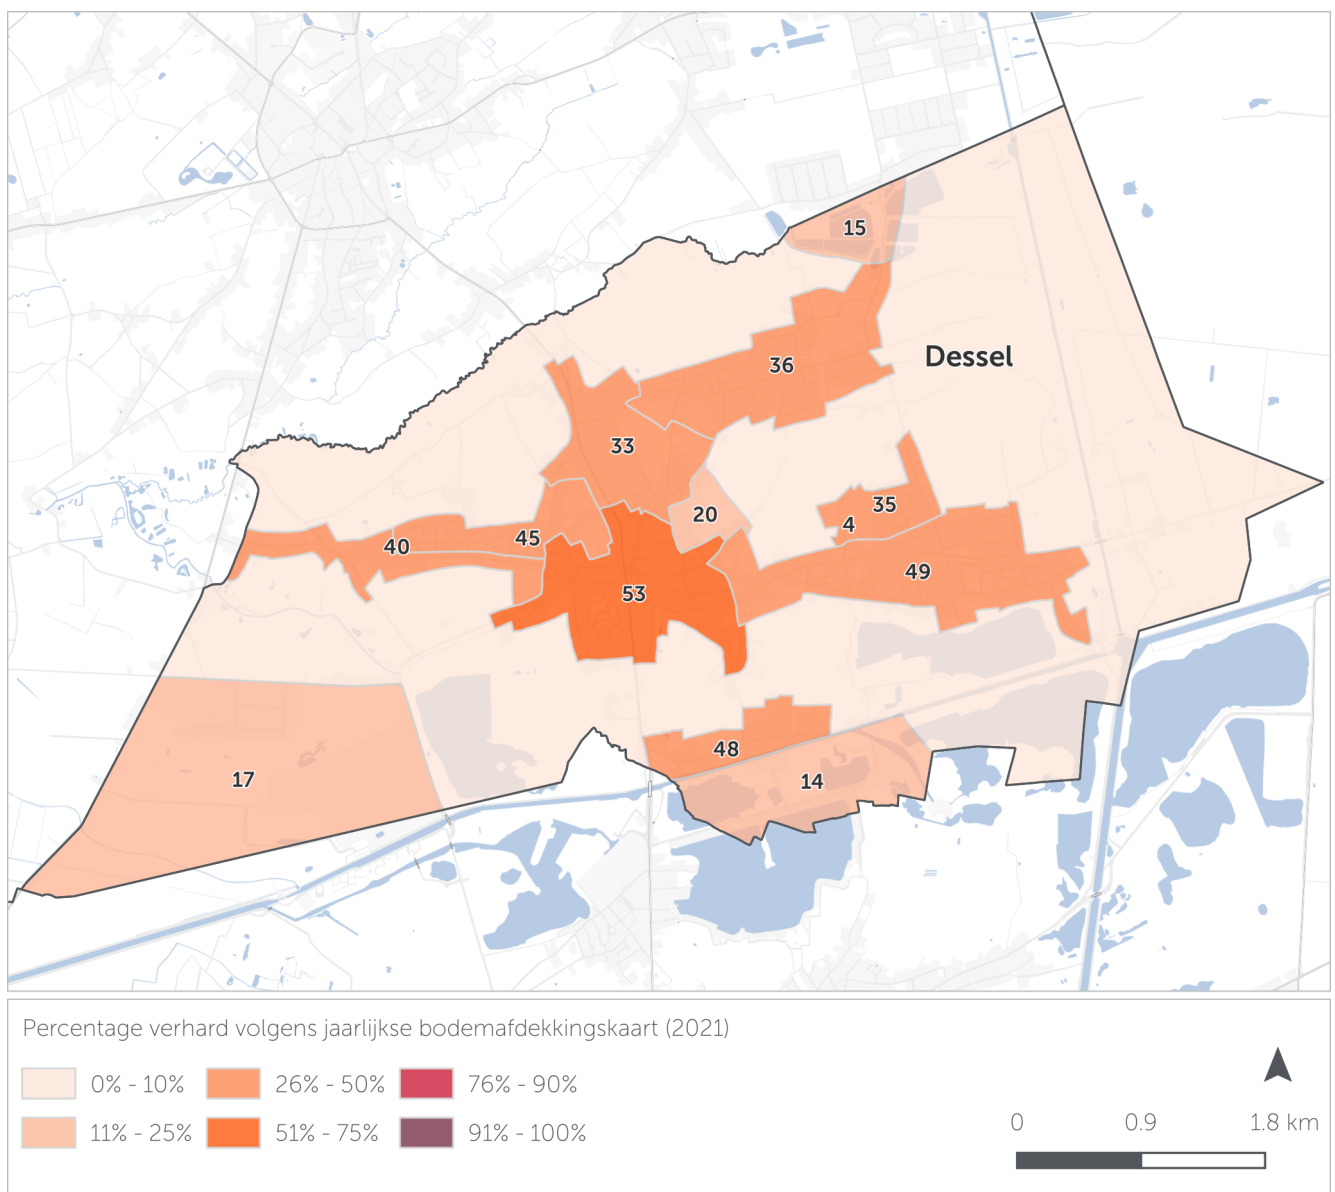 15
36
Dessel
33
35
20
4
45
40
49
53
48
17
14
Percentage verhard volgens jaarlijkse bodemafdekkingskaart (2021)
0% - 10%
26% - 50%
76% - 90%
11% - 25%
51% - 75%
91% - 100%
0
0.9
1.8 km